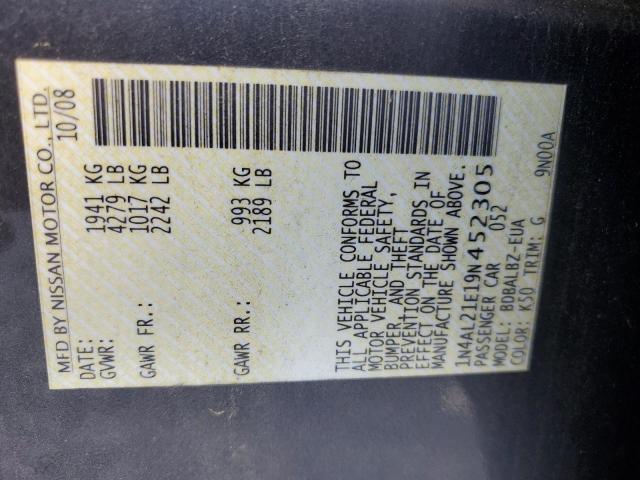 MFD BY NISSAN MOTOR CO., LTD.
DATE: 10/08
GVWR: 1941 KG
4279 LB
GAWR FR.: 1017 KG
2242 LB
GAWR RR.: 993 KG
2189 LB
THIS VEHICLE CONFORMS TO
ALL APPLICABLE FEDERAL
MOTOR VEHICLE SAFETY,
BUMPER, AND THEFT
PREVENTION STANDARDS IN
EFFECT ON THE DATE OF
MANUFACTURE SHOWN ABOVE.
1N4AL21E19N452305
PASSENGER CAR 052
MODEL: BDBALBZ-EUA
COLOR: K50 TRIM: G 9N00A